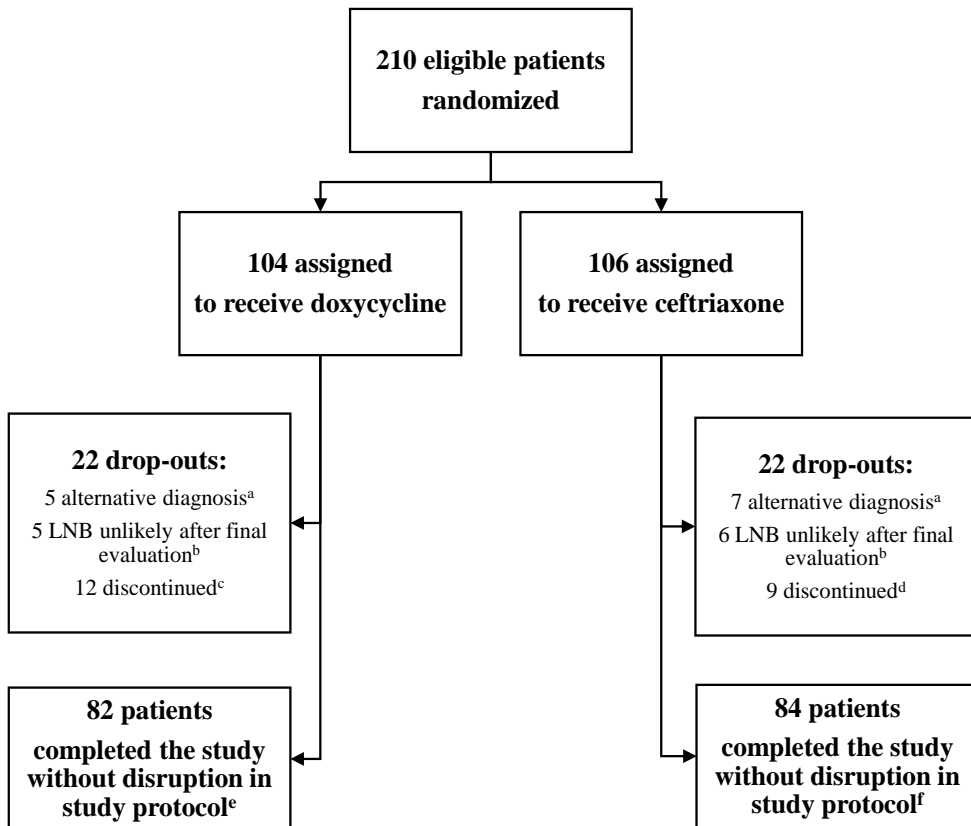 210 eligible patients
randomized
104 assigned
to receive doxycycline
106 assigned
to receive ceftriaxone
22 drop-outs:
5 alternative diagnosisᵃ
5 LNB unlikely after final
evaluationᵇ
12 discontinuedᶜ
22 drop-outs:
7 alternative diagnosisᵃ
6 LNB unlikely after final
evaluationᵇ
9 discontinuedᵈ
82 patients
completed the study
without disruption in
study protocolᵉ
84 patients
completed the study
without disruption in
study protocolᶠ